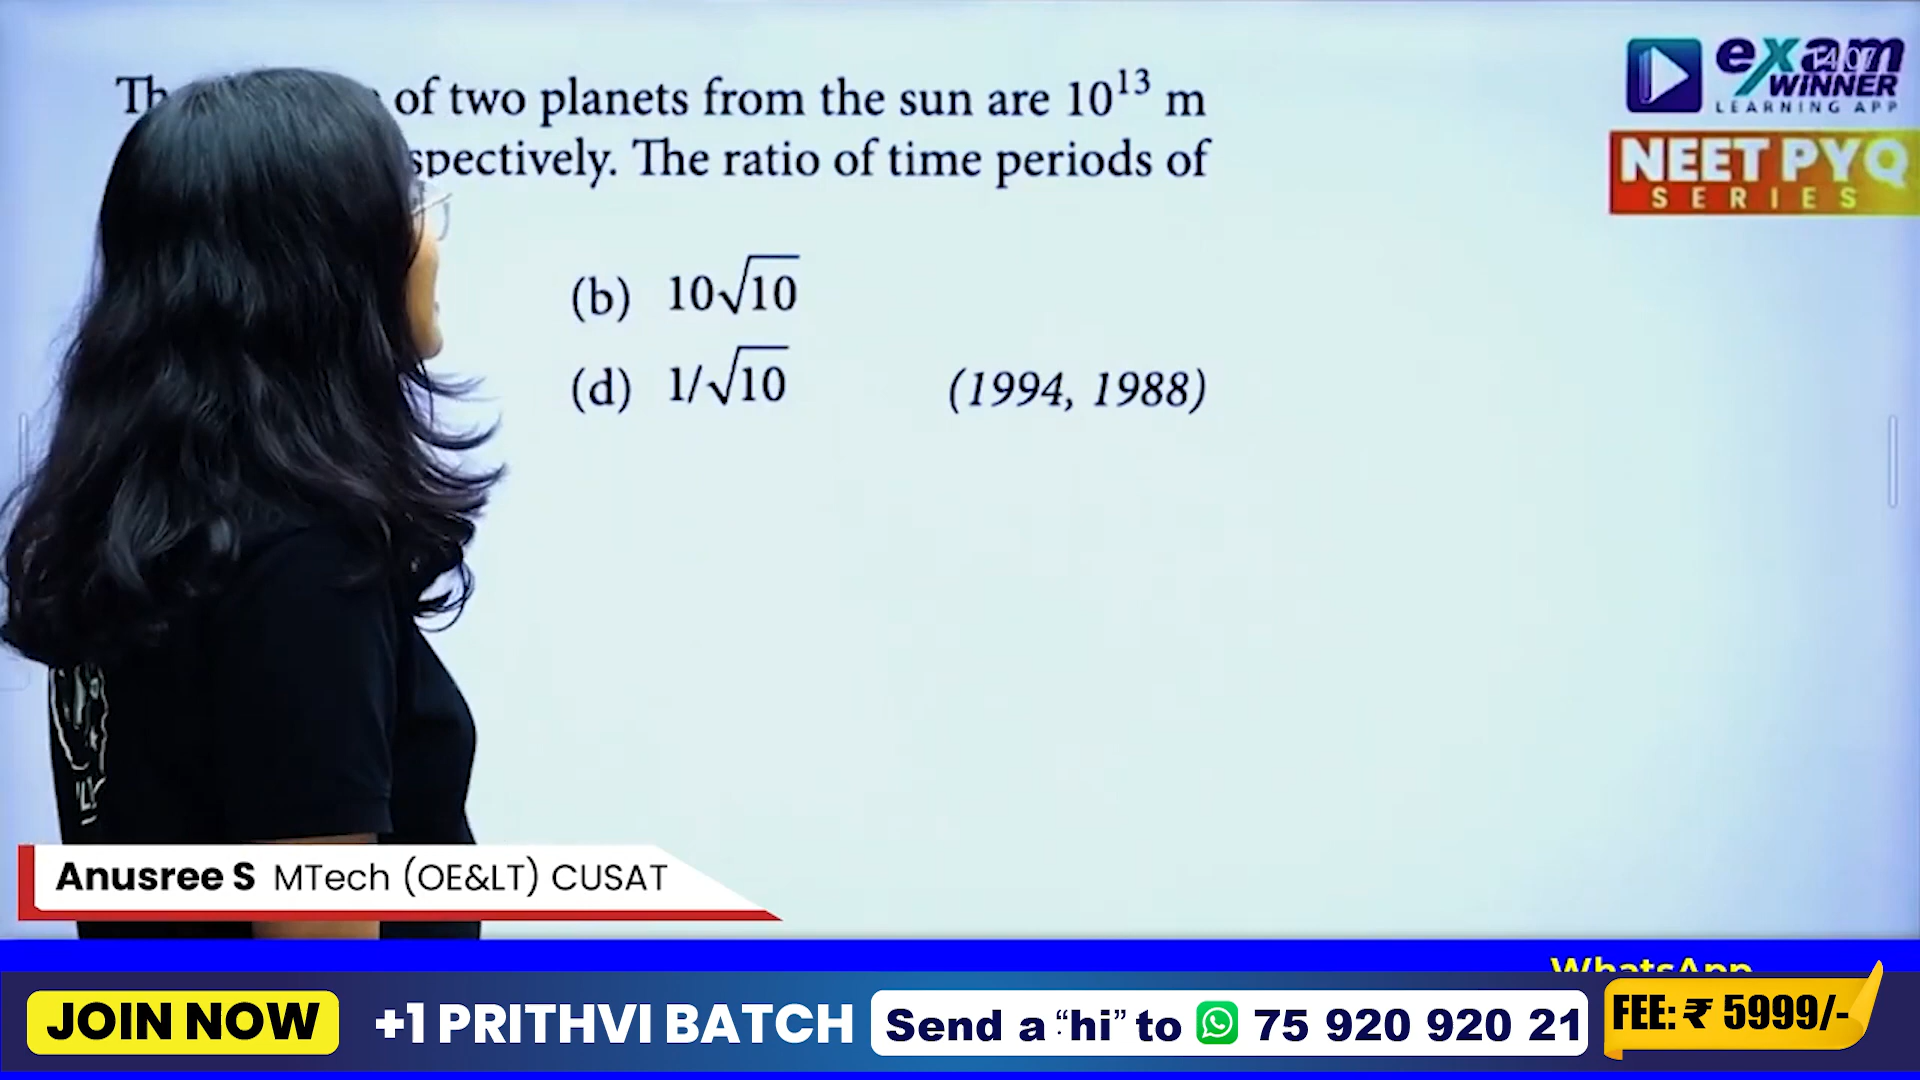 Th of two planets from the sun are 10¹³ m
spectively. The ratio of time periods of
(b) 10√10
(d) 1/√10 (1994, 1988)
exam
WINNER
LEARNING APP
NEET PYQ
SERIES
Anusree S MTech (OE&LT) CUSAT
WhatsApp
JOIN NOW +1 PRITHVI BATCH Send a “hi” to 75 920 920 21 FEE: ₹ 5999/-